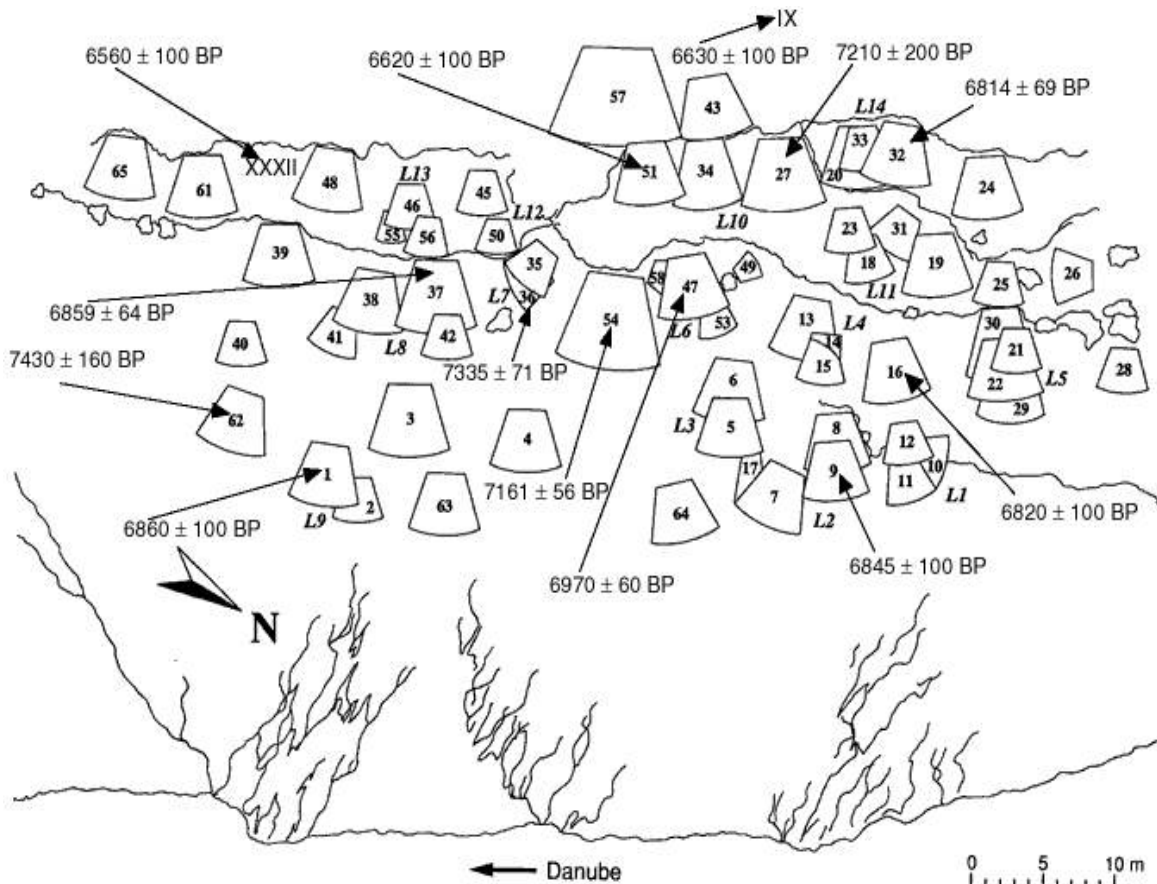 IX
6560 ± 100 BP
6620 ± 100 BP
6630 ± 100 BP
7210 ± 200 BP
6814 ± 69 BP
57
43
L14
33
32
20
65
61
XXXII
48
L13
46
45
51
34
27
24
55
56
50
L12
L10
23
31
39
35
58
47
49
18
19
L11
25
26
6859 ± 64 BP
38
37
L7
36
54
L6
53
13
L4
30
41
L8
42
14
15
21
40
7430 ± 160 BP
7335 ± 71 BP
6
16
22
L5
28
29
62
3
4
L3
5
8
12
1
2
L9
63
7161 ± 56 BP
17
7
9
L2
11
10
L1
64
6860 ± 100 BP
6820 ± 100 BP
6970 ± 60 BP
6845 ± 100 BP
N
Danube
0 5 10 m